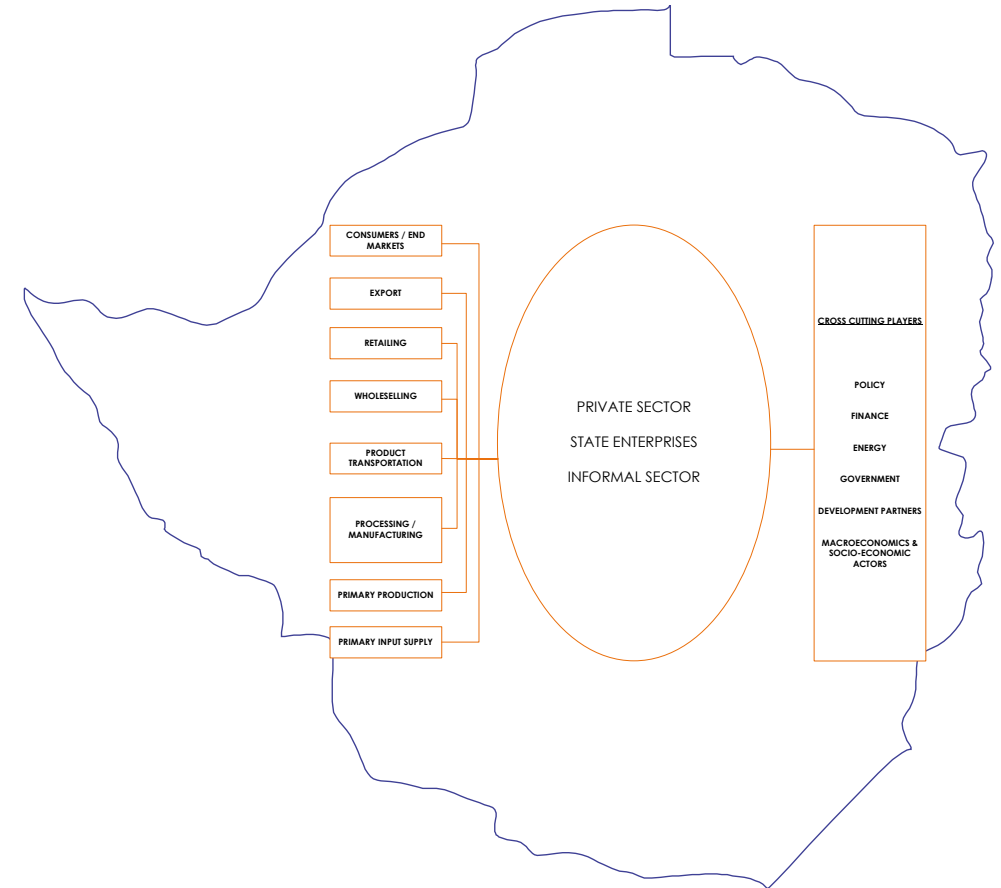 CONSUMERS / END
MARKETS
EXPORT
RETAILING
WHOLESELLING
PRODUCT
TRANSPORTATION
PROCESSING /
MANUFACTURING
PRIMARY PRODUCTION
PRIMARY INPUT SUPPLY
PRIVATE SECTOR
STATE ENTERPRISES
INFORMAL SECTOR
CROSS CUTTING PLAYERS
POLICY
FINANCE
ENERGY
GOVERNMENT
DEVELOPMENT PARTNERS
MACROECONOMICS &
SOCIO-ECONOMIC
ACTORS